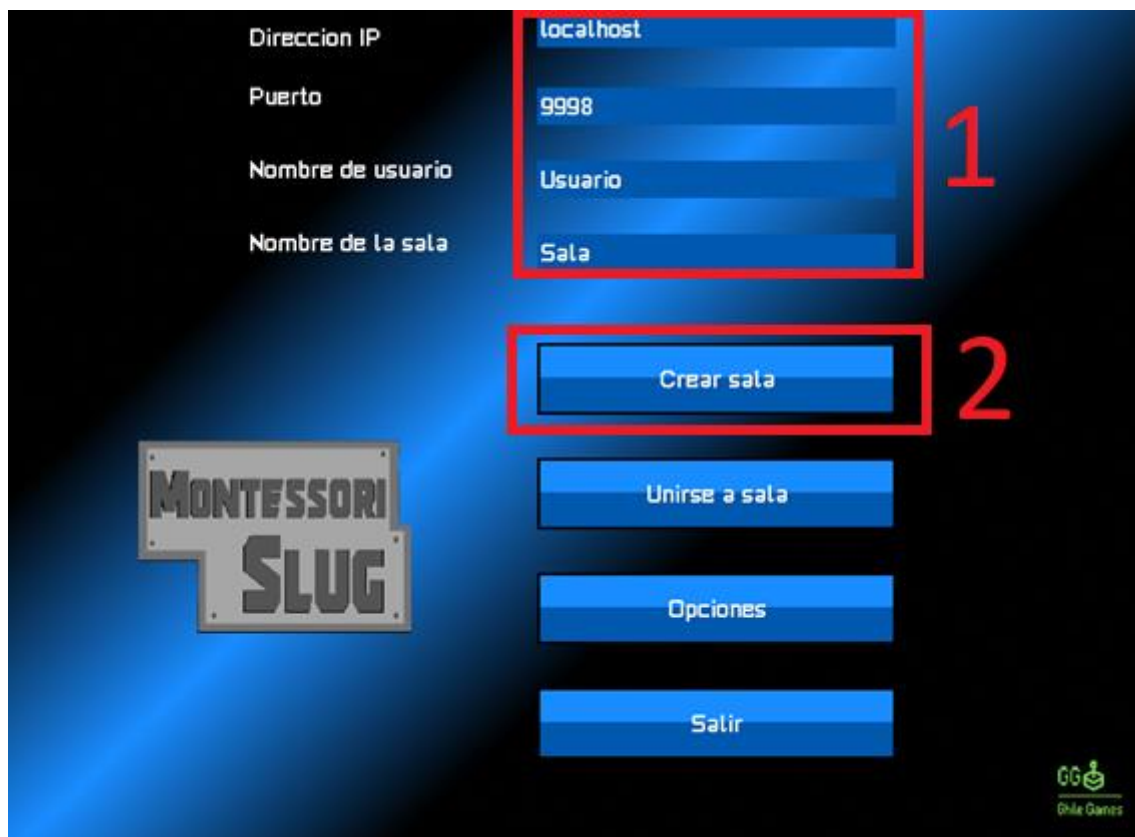 Direccion IP
localhost
Puerto
9998
Nombre de usuario
Usuario
Nombre de la sala
Sala
1
Crear sala
2
Unirse a sala
MONTESSORI
SLUG
Opciones
Salir
GG
Ghile Games